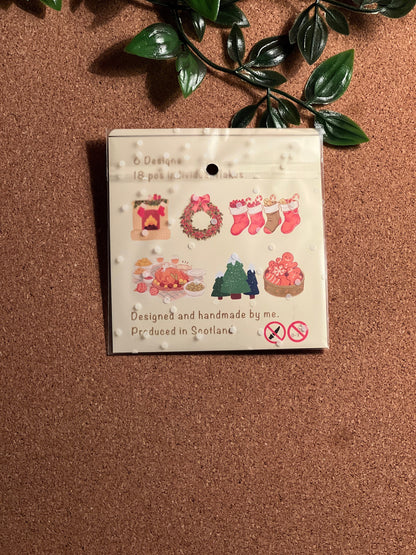 6 Designs
18 pcs individual flakes
Designed and handmade by me.
Produced in Scotland